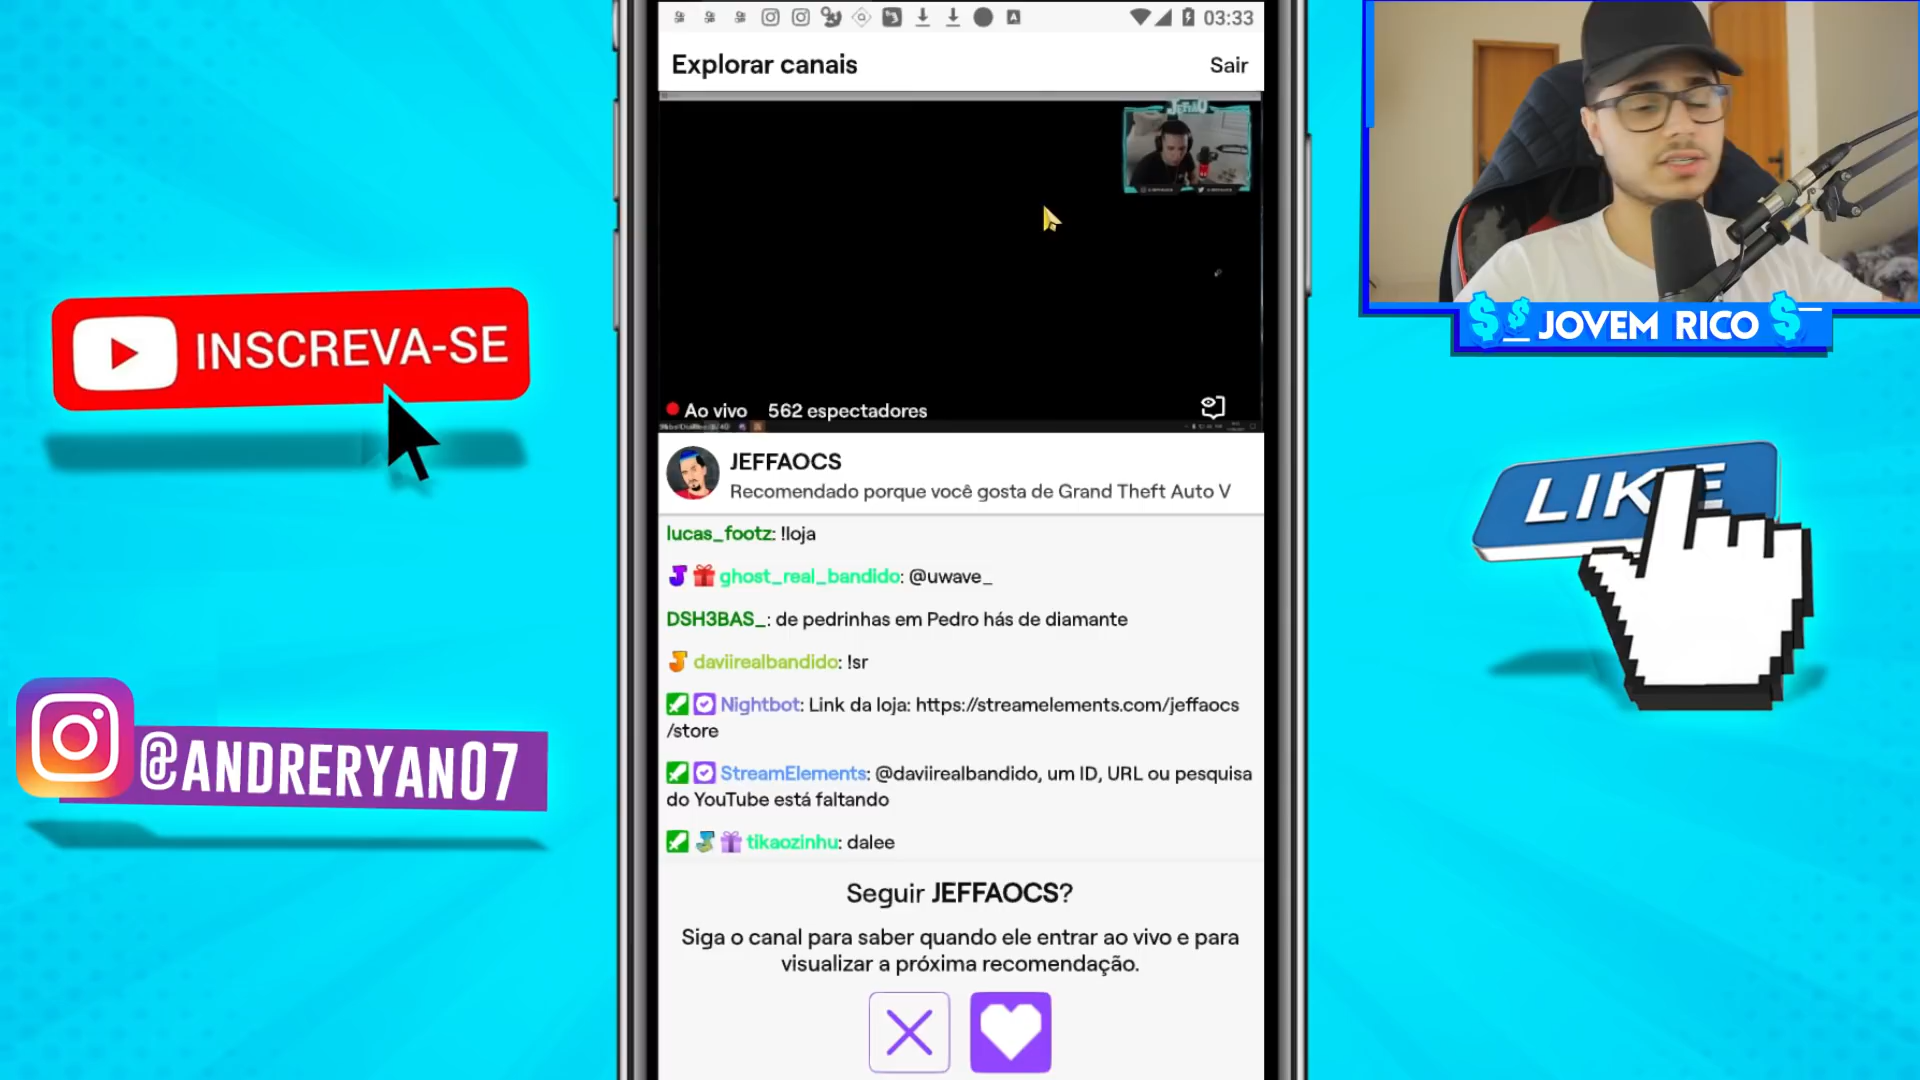 03:33
Explorar canais
Sair
JEFFAO
Ao vivo 562 espectadores
JEFFAOCS
Recomendado porque você gosta de Grand Theft Auto V
lucas_footz: !loja
ghost_real_bandido: @uwave_
DSH3BAS_: de pedrinhas em Pedro hás de diamante
daviirealbandido: !sr
Nightbot: Link da loja: https://streamelements.com/jeffaocs
/store
StreamElements: @daviirealbandido, um ID, URL ou pesquisa
do YouTube está faltando
tikaozinhu: dalee
Seguir JEFFAOCS?
Siga o canal para saber quando ele entrar ao vivo e para
visualizar a próxima recomendação.
INSCREVA-SE
@ANDRERYAN07
$ $ JOVEM RICO $
LIKE